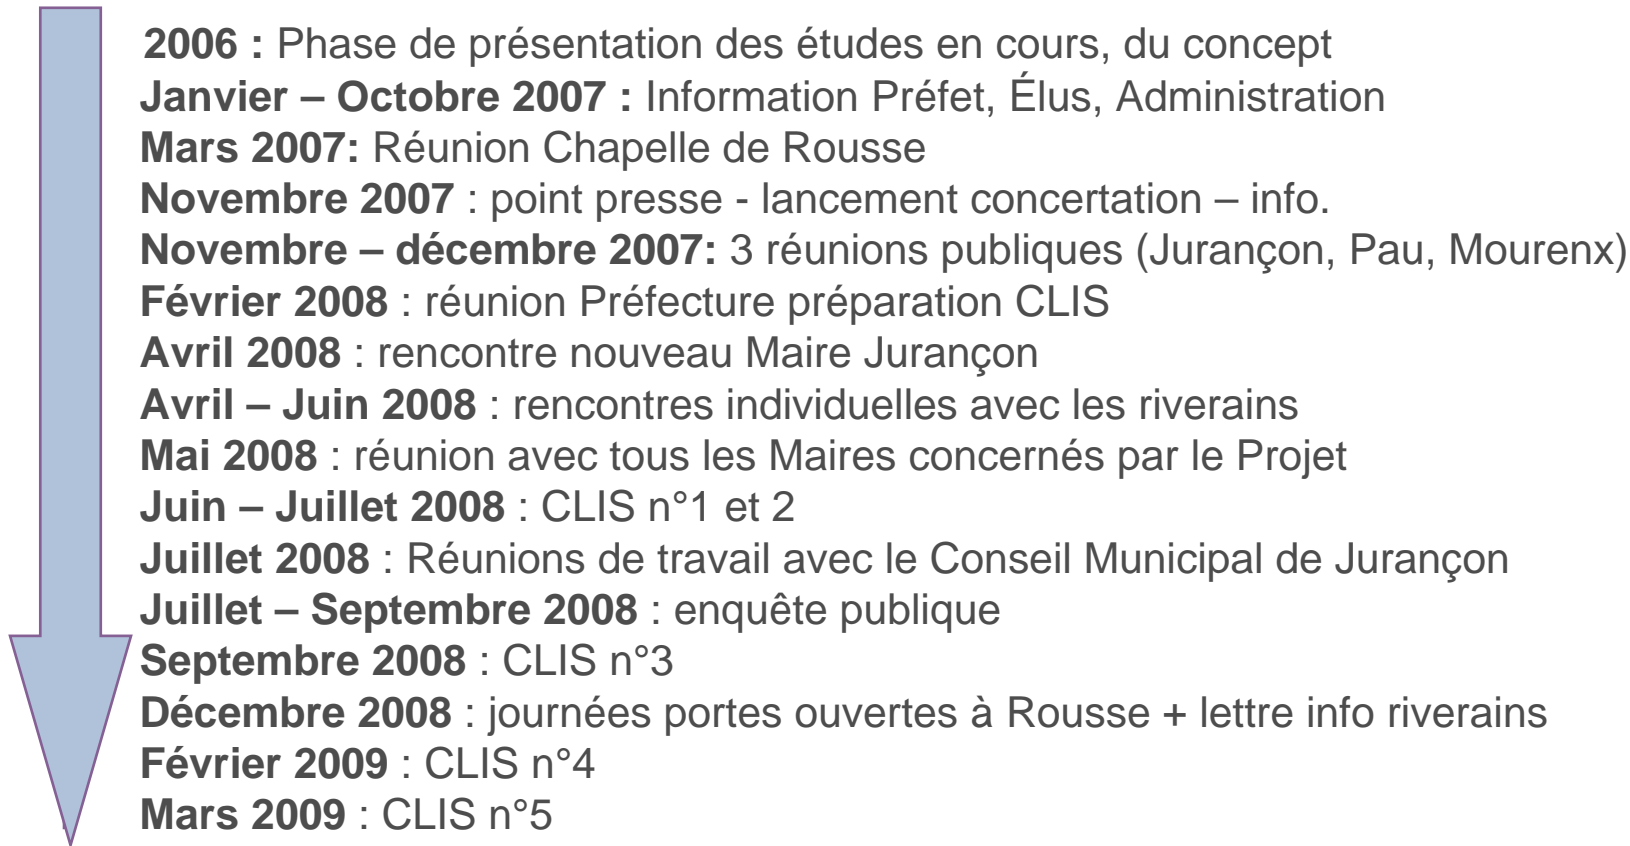 2006 : Phase de présentation des études en cours, du concept
Janvier – Octobre 2007 : Information Préfet, Élus, Administration
Mars 2007: Réunion Chapelle de Rousse
Novembre 2007 : point presse - lancement concertation – info.
Novembre – décembre 2007: 3 réunions publiques (Jurançon, Pau, Mourenx)
Février 2008 : réunion Préfecture préparation CLIS
Avril 2008 : rencontre nouveau Maire Jurançon
Avril – Juin 2008 : rencontres individuelles avec les riverains
Mai 2008 : réunion avec tous les Maires concernés par le Projet
Juin – Juillet 2008 : CLIS n°1 et 2
Juillet 2008 : Réunions de travail avec le Conseil Municipal de Jurançon
Juillet – Septembre 2008 : enquête publique
Septembre 2008 : CLIS n°3
Décembre 2008 : journées portes ouvertes à Rousse + lettre info riverains
Février 2009 : CLIS n°4
Mars 2009 : CLIS n°5